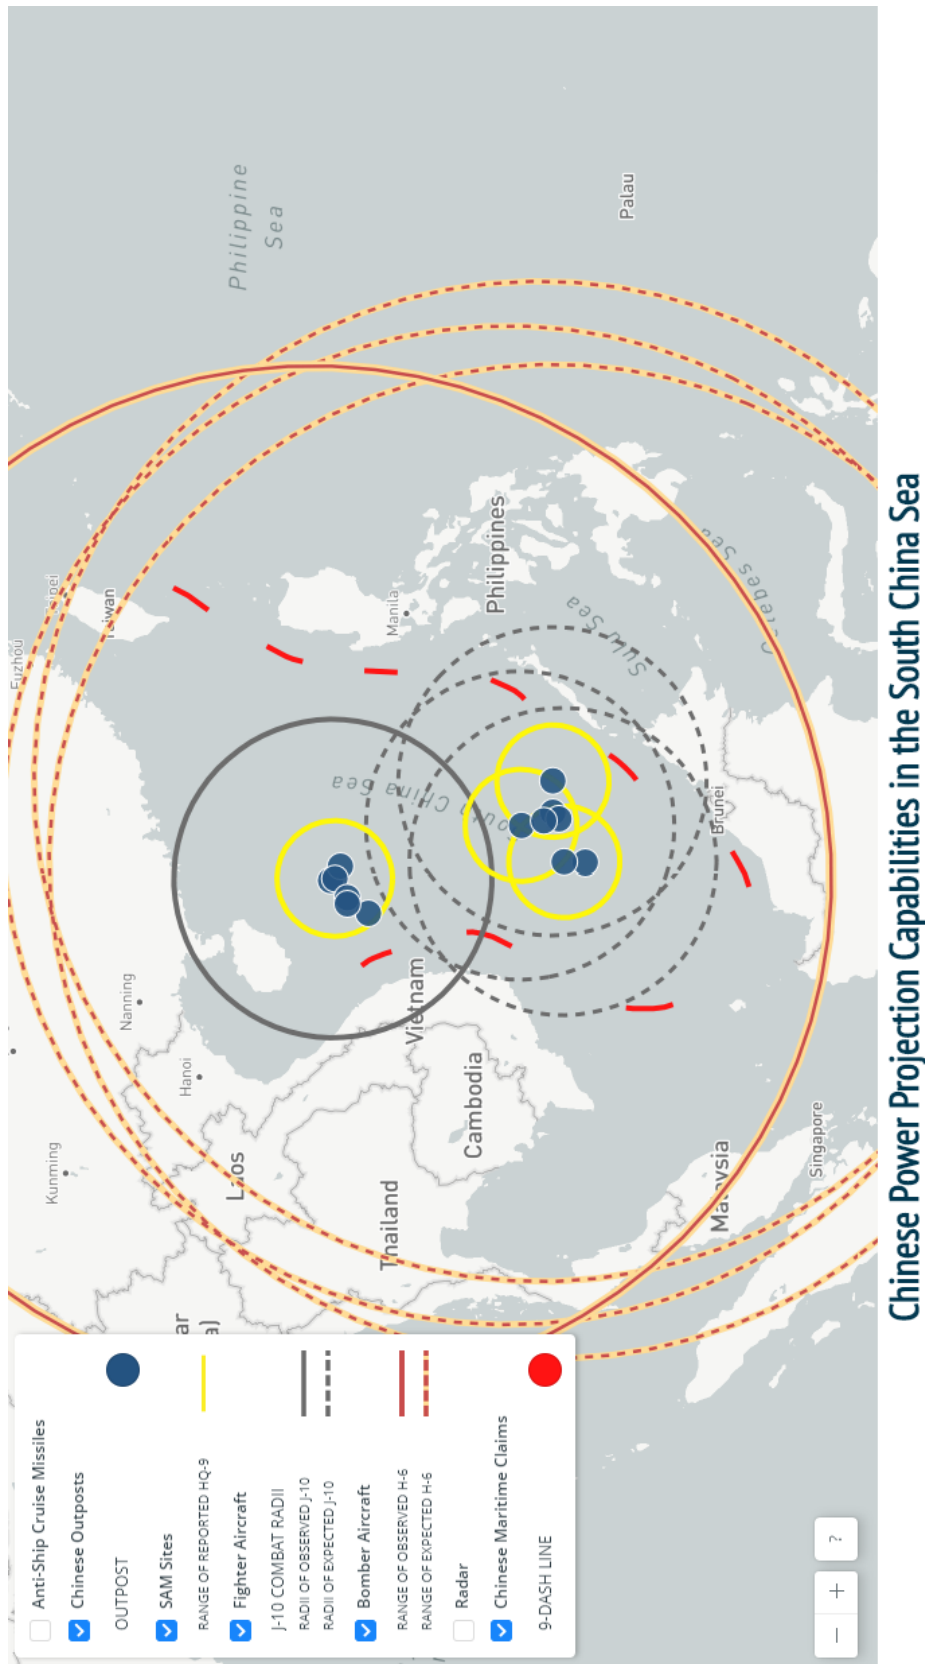 Anti-Ship Cruise Missiles
Chinese Outposts
OUTPOST
SAM Sites
RANGE OF REPORTED HQ-9
Fighter Aircraft
J-10 COMBAT RADII
RADII OF OBSERVED J-10
RADII OF EXPECTED J-10
Bomber Aircraft
RANGE OF OBSERVED H-6
RANGE OF EXPECTED H-6
Radar
Chinese Maritime Claims
9-DASH LINE
−
+
?
Fuzhou
Taiwan
Kunming
Nanning
Hanoi
Laos
Philippine
Sea
Manila
South China Sea
Thailand
Vietnam
Cambodia
Philippines
Sulu Sea
Palau
Celebes Sea
Brunei
Malaysia
Singapore
Chinese Power Projection Capabilities in the South China Sea